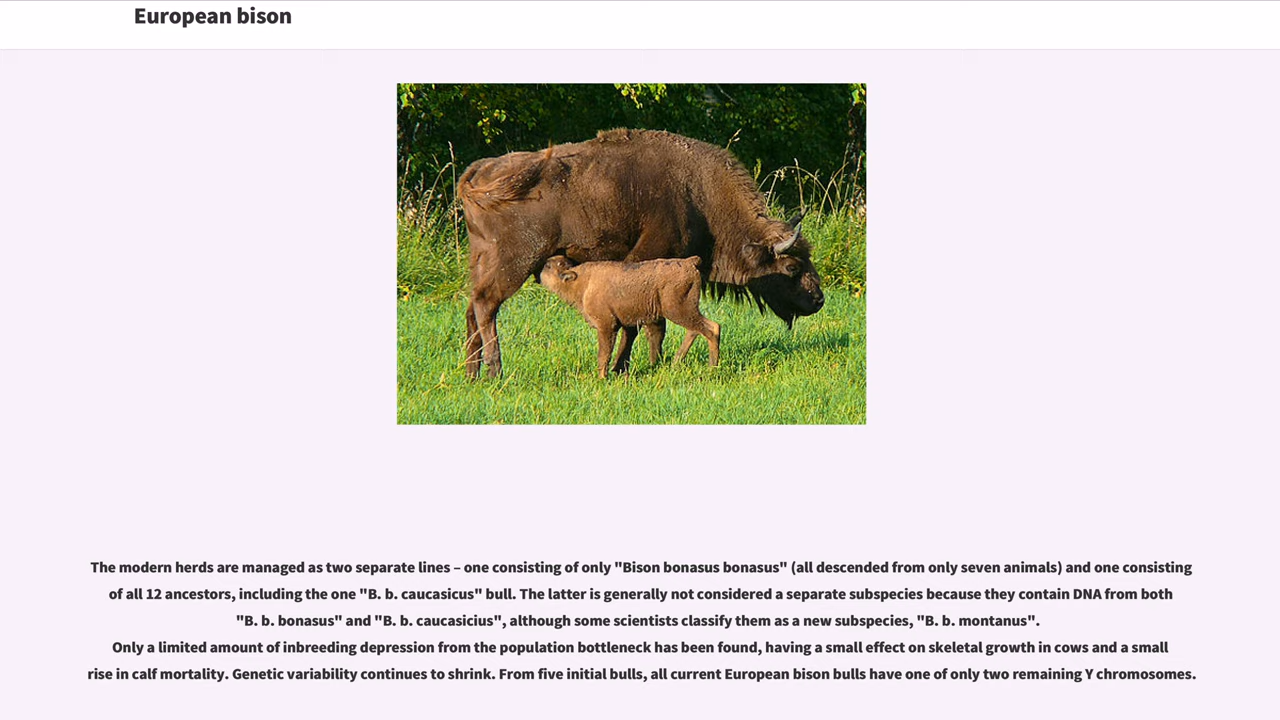 European bison
The modern herds are managed as two separate lines – one consisting of only "Bison bonasus bonasus" (all descended from only seven animals) and one consisting
of all 12 ancestors, including the one "B. b. caucasicus" bull. The latter is generally not considered a separate subspecies because they contain DNA from both
"B. b. bonasus" and "B. b. caucasicius", although some scientists classify them as a new subspecies, "B. b. montanus".
Only a limited amount of inbreeding depression from the population bottleneck has been found, having a small effect on skeletal growth in cows and a small
rise in calf mortality. Genetic variability continues to shrink. From five initial bulls, all current European bison bulls have one of only two remaining Y chromosomes.